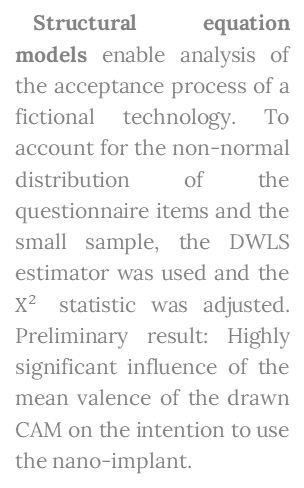 Structural equation
models enable analysis of
the acceptance process of a
fictional technology. To
account for the non-normal
distribution of the
questionnaire items and the
small sample, the DWLS
estimator was used and the
X² statistic was adjusted.
Preliminary result: Highly
significant influence of the
mean valence of the drawn
CAM on the intention to use
the nano-implant.